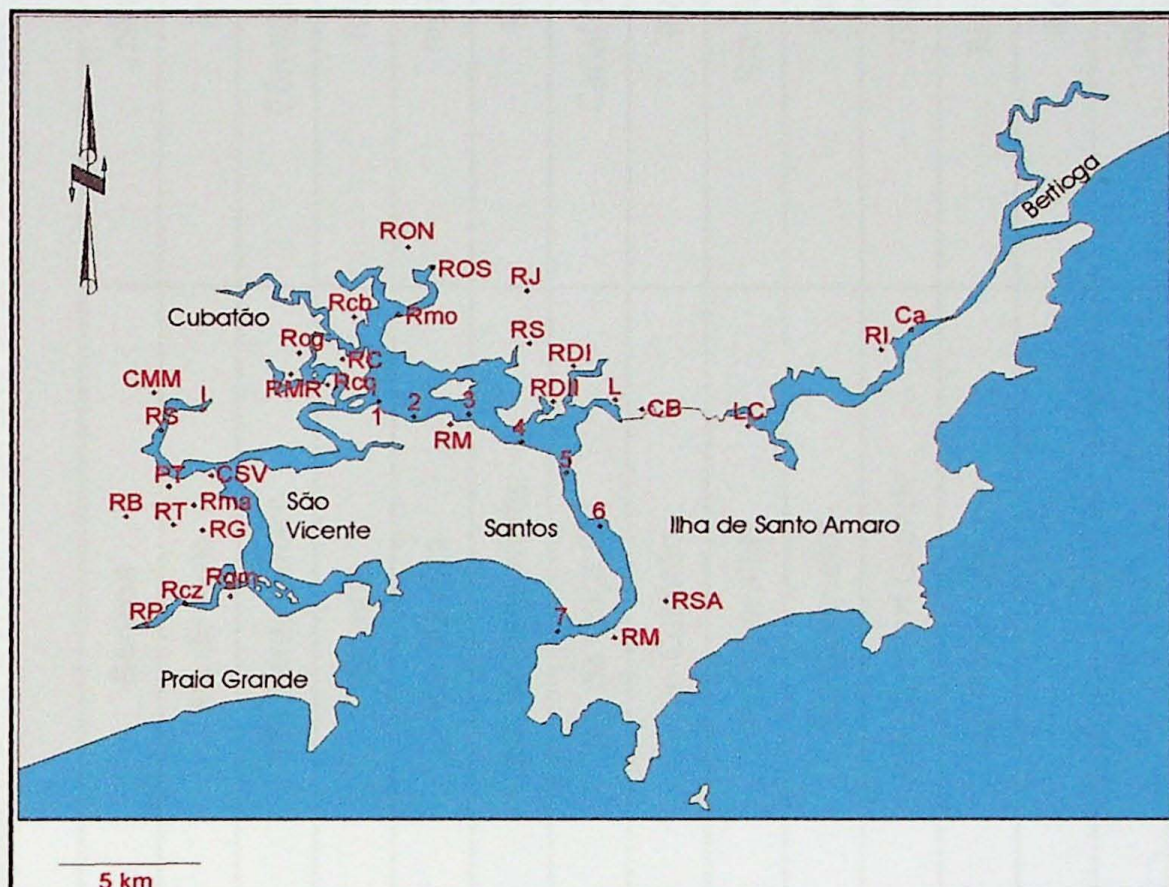 Bertioga
RON
ROS
RJ
Rcb
Cubatão
Rmo
Ca
RI
RS
Rog
RC
RDI
CMM
RMR
Rcq
L
RDII
L
CB
1
2
3
RM
LC
RS
4
5
PT
CSV
RB
RT
Rma
São
Vicente
Santos
6
Ilha de Santo Amaro
RG
Rcz
RP
RSA
7
RM
Praia Grande
5 km